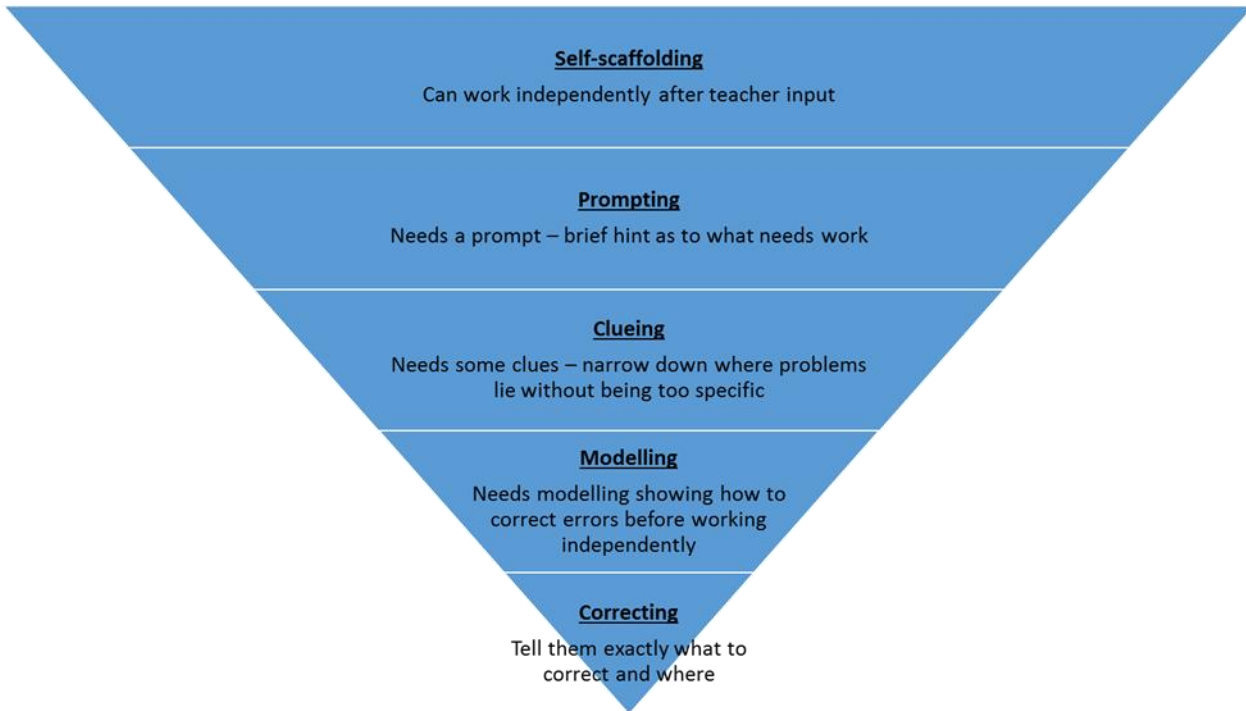 Self-scaffolding
Can work independently after teacher input
Prompting
Needs a prompt – brief hint as to what needs work
Clueing
Needs some clues – narrow down where problems
lie without being too specific
Modelling
Needs modelling showing how to
correct errors before working
independently
Correcting
Tell them exactly what to
correct and where